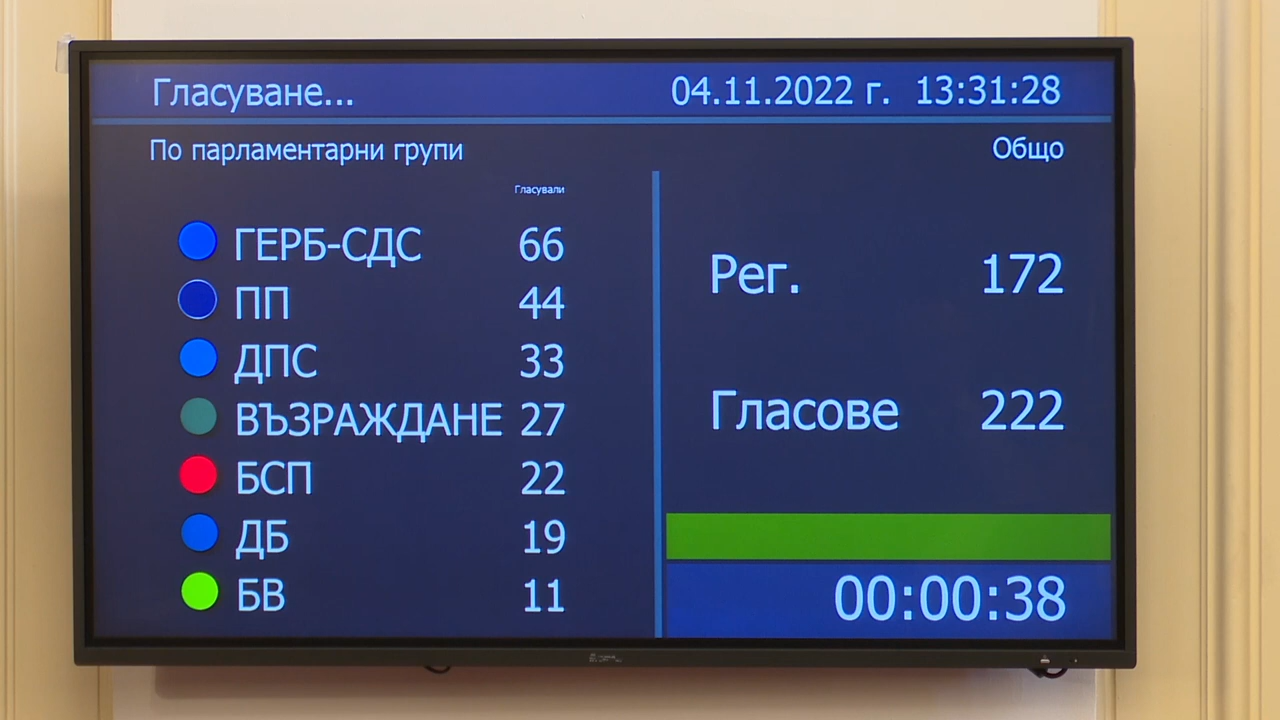 Гласуване... 04.11.2022 г. 13:31:28
По парламентарни групи Общо
Гласували
ГЕРБ-СДС 66
ПП 44
ДПС 33
ВЪЗРАЖДАНЕ 27
БСП 22
ДБ 19
БВ 11
Рег. 172
Гласове 222
00:00:38